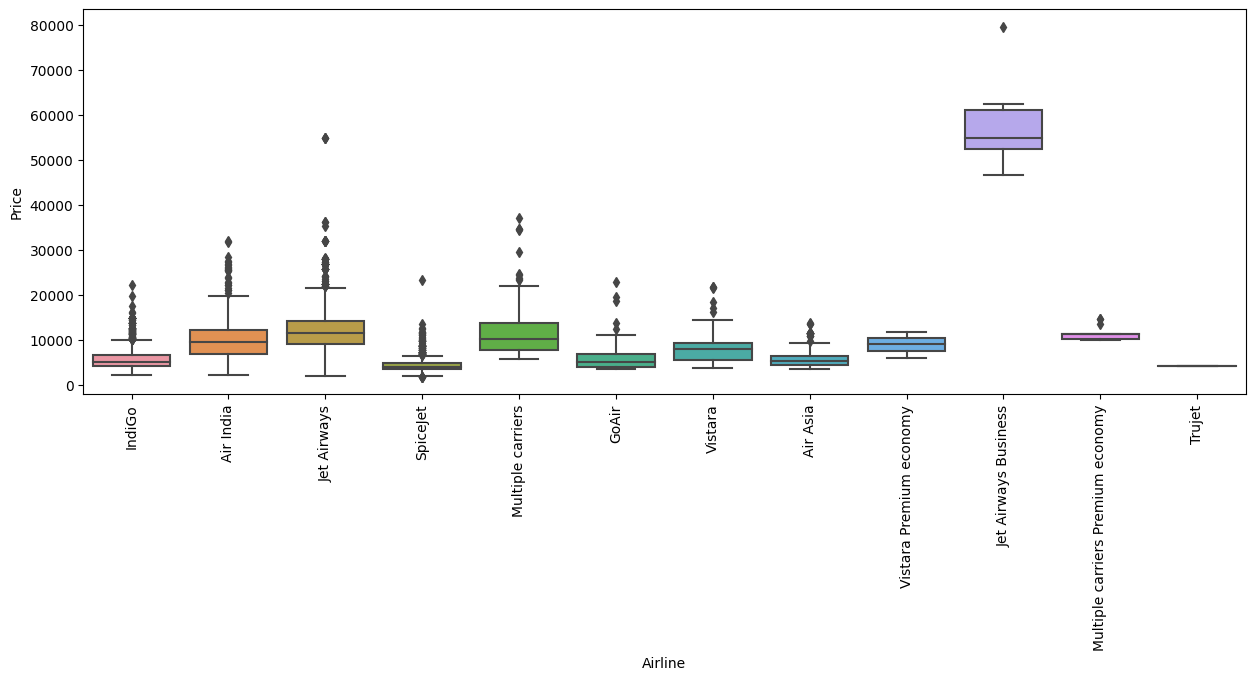 80000
70000
60000
50000
40000
30000
20000
10000
0
Price
IndiGo
Air India
Jet Airways
SpiceJet
Multiple carriers
GoAir
Vistara
Air Asia
Vistara Premium economy
Jet Airways Business
Multiple carriers Premium economy
Trujet
Airline